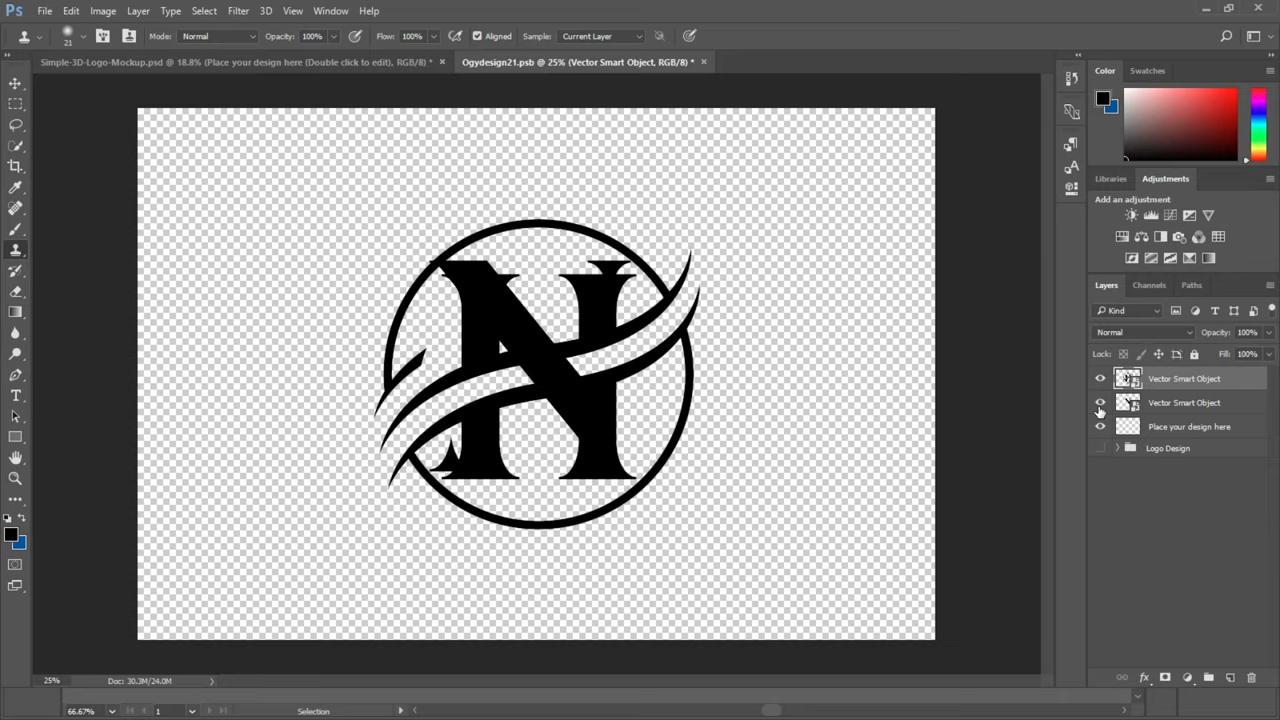 Ps File Edit Image Layer Type Select Filter 3D View Window Help
21 Mode: Normal Opacity: 100% Flow: 100% Aligned Sample: Current Layer
Simple-3D-Logo-Mockup.psd @ 18.8% (Place your design here (Double click to edit), RGB/8) * × Ogydesign21.psb @ 25% (Vector Smart Object, RGB/8) * ×
Color Swatches
Libraries Adjustments
Add an adjustment
Layers Channels Paths
Kind
Normal Opacity: 100%
Lock: Fill: 100%
Vector Smart Object
Vector Smart Object
Place your design here
Logo Design
N
25% Doc: 30.3M/24.0M
66.67% 1 Selection